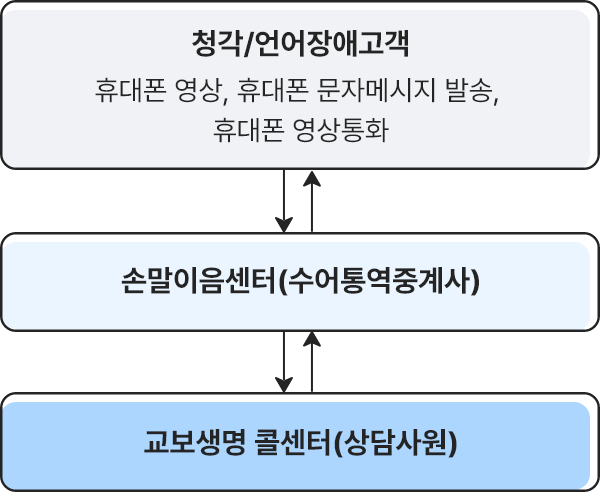 청각/언어장애고객
휴대폰 영상, 휴대폰 문자메시지 발송,
휴대폰 영상통화
손말이음센터(수어통역중계사)
교보생명 콜센터(상담사원)